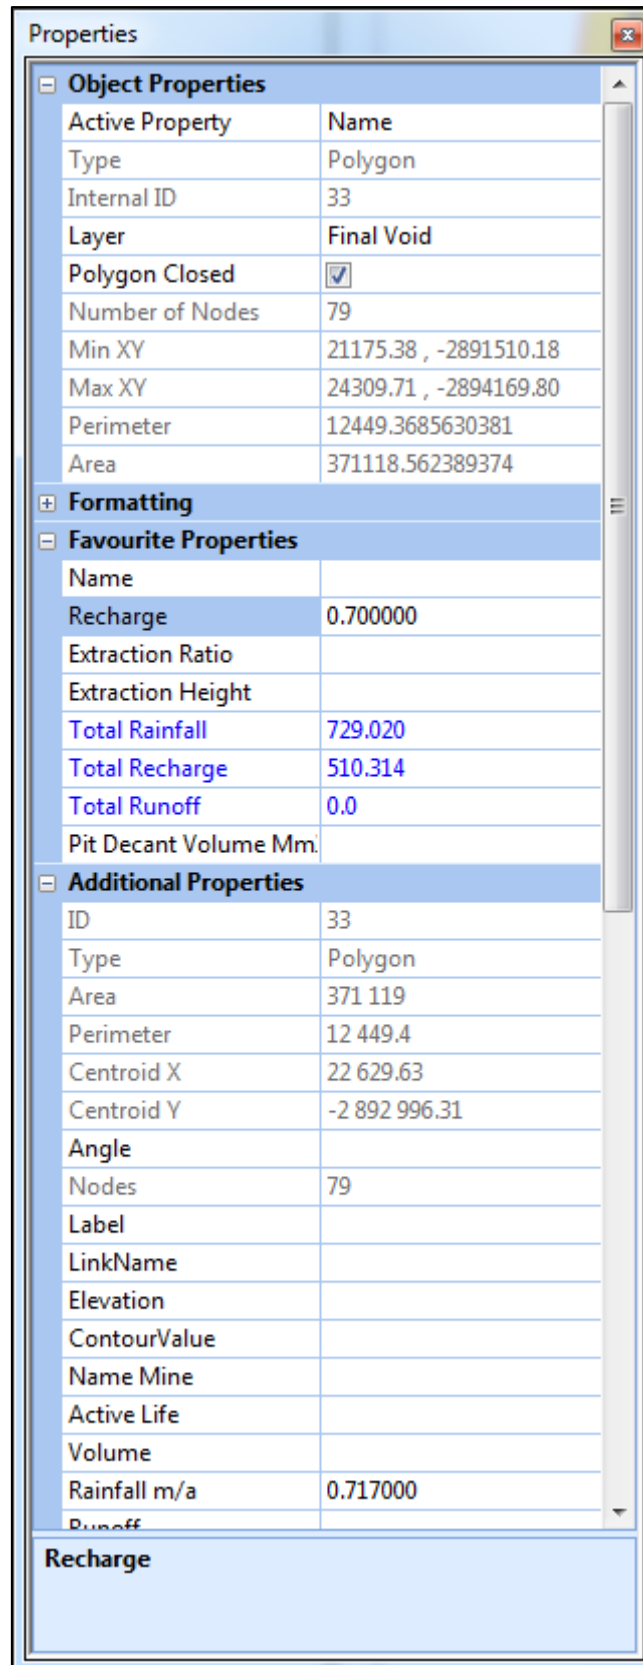 Properties
Object Properties
Active Property Name
Type Polygon
Internal ID 33
Layer Final Void
Polygon Closed
Number of Nodes 79
Min XY 21175.38 , -2891510.18
Max XY 24309.71 , -2894169.80
Perimeter 12449.3685630381
Area 371118.562389374
Formatting
Favourite Properties
Name
Recharge 0.700000
Extraction Ratio
Extraction Height
Total Rainfall 729.020
Total Recharge 510.314
Total Runoff 0.0
Pit Decant Volume Mm
Additional Properties
ID 33
Type Polygon
Area 371 119
Perimeter 12 449.4
Centroid X 22 629.63
Centroid Y -2 892 996.31
Angle
Nodes 79
Label
LinkName
Elevation
ContourValue
Name Mine
Active Life
Volume
Rainfall m/a 0.717000
Runoff
Recharge